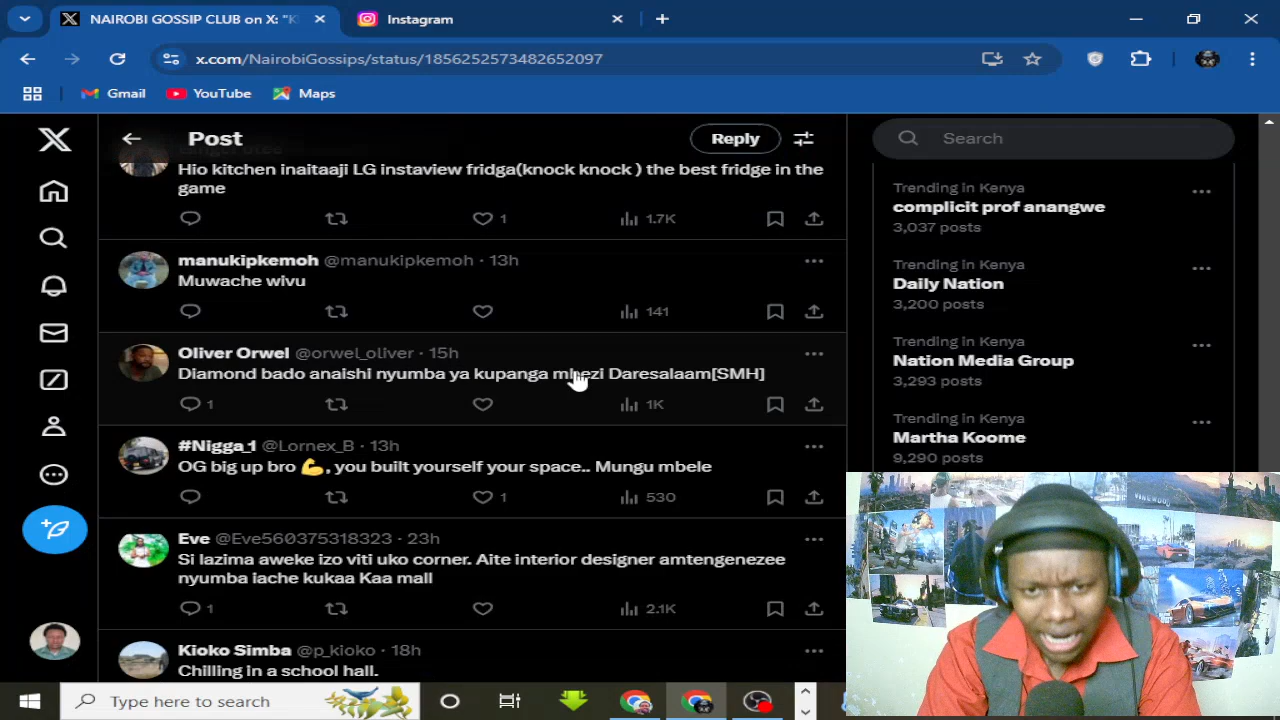 NAIROBI GOSSIP CLUB on X: "K
Instagram
x.com/NairobiGossips/status/1856252573482652097
Gmail
YouTube
Maps
Post
Reply
Search
Hio kitchen inaitaaji LG instaview fridga(knock knock ) the best fridge in the
game
1
1.7K
manukipkemoh @manukipkemoh · 13h
Muwache wivu
141
Oliver Orwel @orwel_oliver · 15h
Diamond bado anaishi nyumba ya kupanga mbezi Daresalaam[SMH]
1
1K
#Nigga_1 @Lornex_B · 13h
OG big up bro 💪, you built yourself your space.. Mungu mbele
1
530
Eve @Eve560375318323 · 23h
Si lazima aweke izo viti uko corner. Aite interior designer amtengenezee
nyumba iache kukaa Kaa mall
1
2.1K
Kioko Simba @p_kioko · 18h
Chilling in a school hall.
Trending in Kenya
complicit prof anangwe
3,037 posts
Trending in Kenya
Daily Nation
3,200 posts
Trending in Kenya
Nation Media Group
3,293 posts
Trending in Kenya
Martha Koome
9,290 posts
VINEWOOD
Type here to search